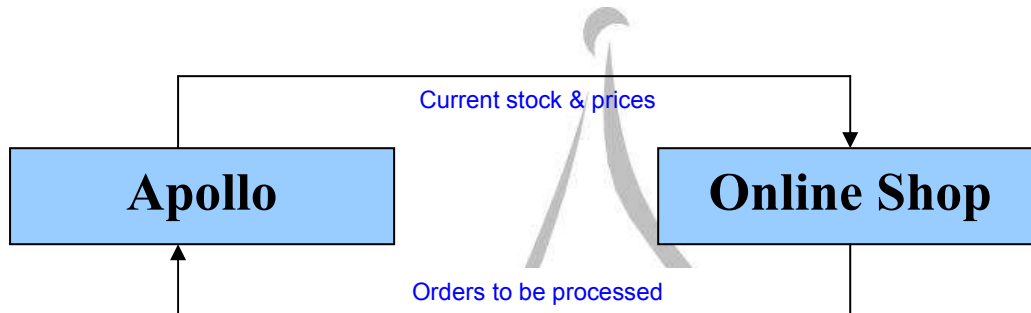 Current stock & prices
Apollo
Online Shop
Orders to be processed